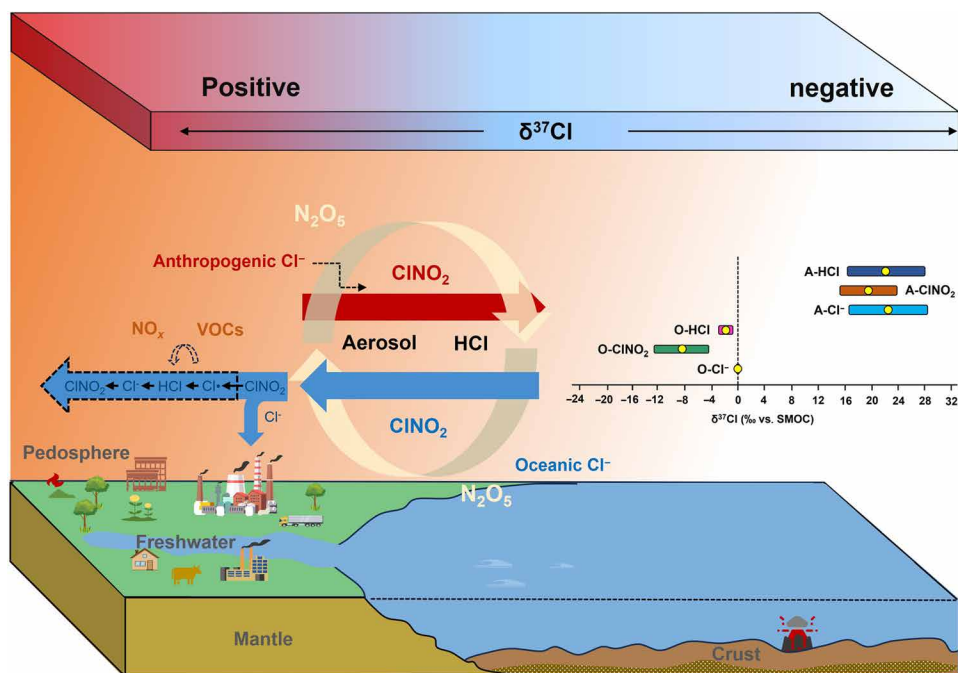 Positive
negative
δ³⁷Cl
N₂O₅
Anthropogenic Cl⁻
ClNO₂
A-HCl
A-ClNO₂
A-Cl⁻
NOₓ
VOCs
Aerosol
HCl
O-HCl
O-ClNO₂
O-Cl⁻
ClNO₂
Cl⁻
HCl
Cl•
ClNO₂
−24 −20 −16 −12 −8 −4 0 4 8 12 16 20 24 28 32
δ³⁷Cl (‰ vs. SMOC)
Cl⁻
ClNO₂
Pedosphere
Oceanic Cl⁻
N₂O₅
Freshwater
Mantle
Crust